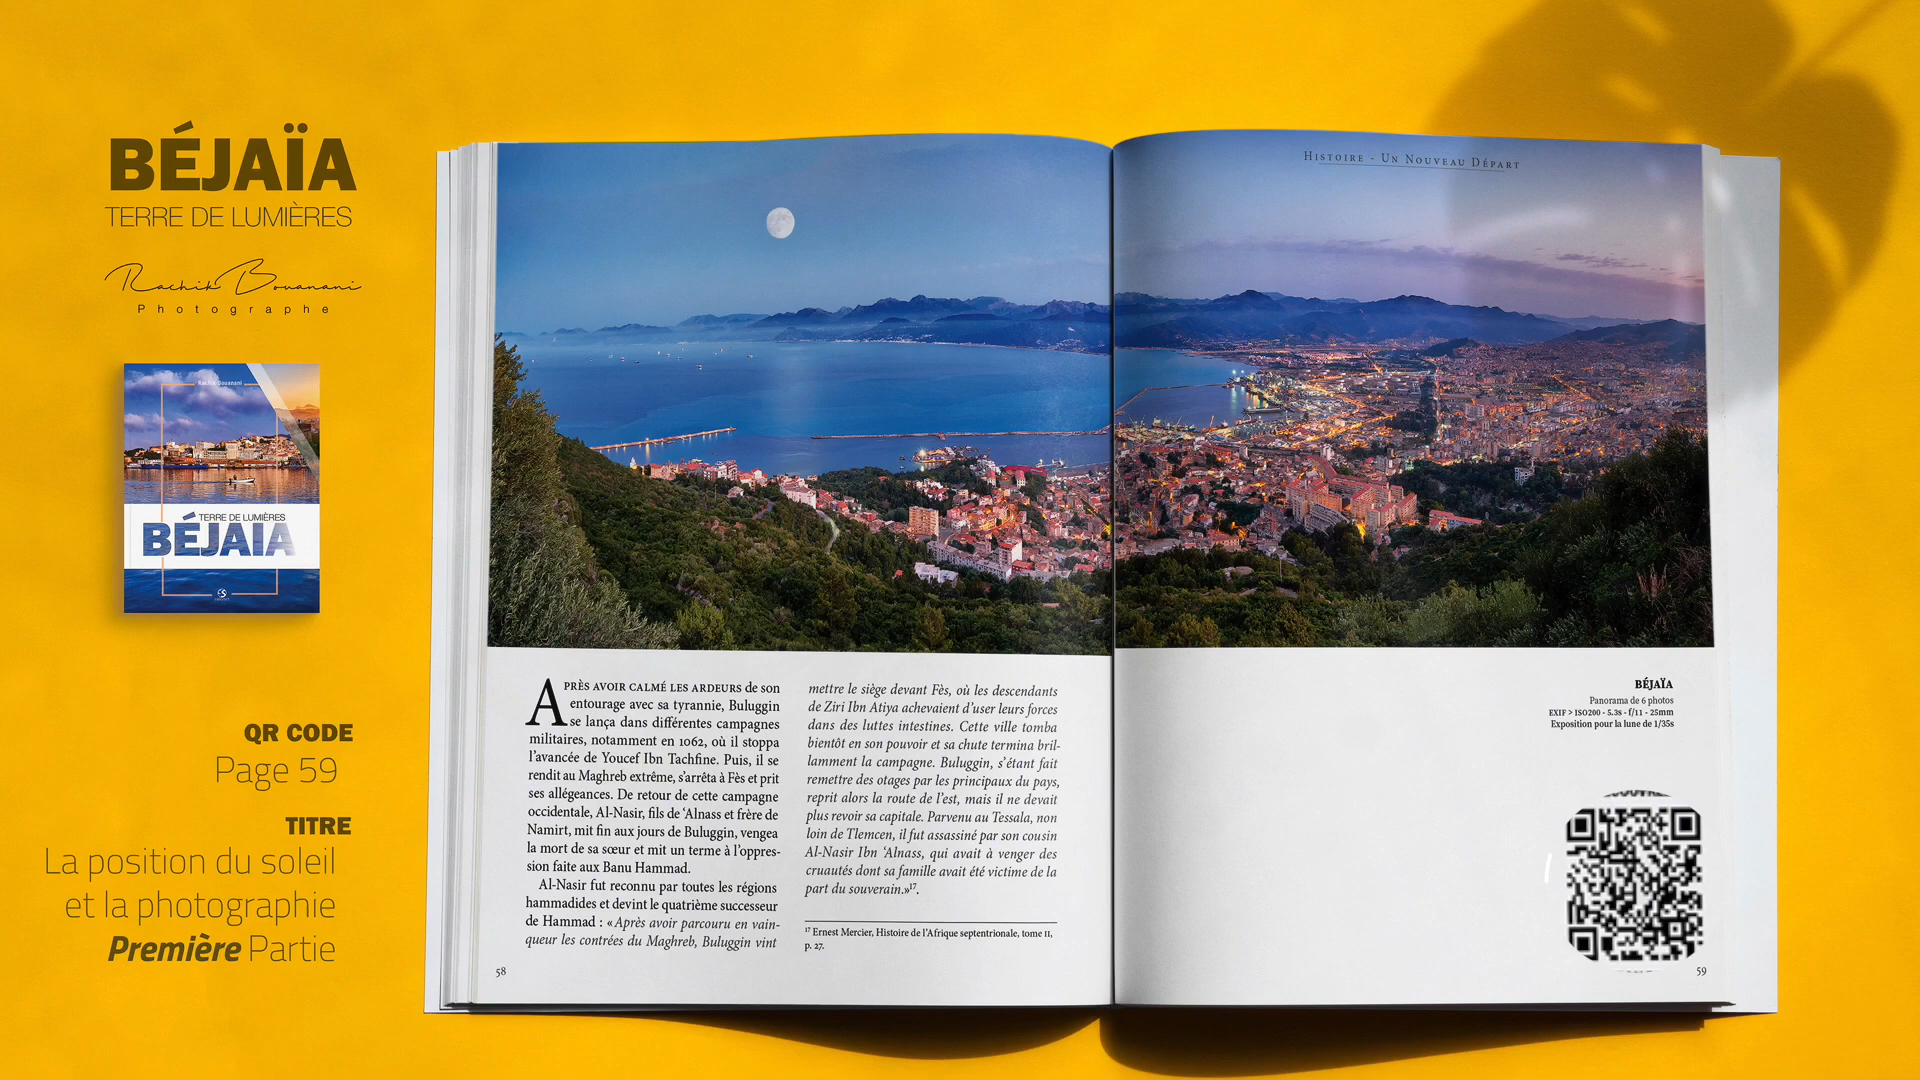 BÉJAÏA
TERRE DE LUMIÈRES
Rachik Bouanani
Photographe
Rachik Bouanani
TERRE DE LUMIÈRES
BÉJAIA
QR CODE
Page 59
TITRE
La position du soleil
et la photographie
Première Partie
APRÈS AVOIR CALMÉ LES ARDEURS de son
entourage avec sa tyrannie, Buluggin
se lança dans différentes campagnes
militaires, notamment en 1062, où il stoppa
l'avancée de Youcef Ibn Tachfine. Puis, il se
rendit au Maghreb extrême, s'arrêta à Fès et prit
ses allégeances. De retour de cette campagne
occidentale, Al-Nasir, fils de ‘Alnass et frère de
Namirt, mit fin aux jours de Buluggin, vengea
la mort de sa sœur et mit un terme à l'oppres-
sion faite aux Banu Hammad.
Al-Nasir fut reconnu par toutes les régions
hammadides et devint le quatrième successeur
de Hammad : «Après avoir parcouru en vain-
queur les contrées du Maghreb, Buluggin vint
58
mettre le siège devant Fès, où les descendants
de Ziri Ibn Atiya achevaient d'user leurs forces
dans des luttes intestines. Cette ville tomba
bientôt en son pouvoir et sa chute termina bril-
lamment la campagne. Buluggin, s'étant fait
remettre des otages par les principaux du pays,
reprit alors la route de l'est, mais il ne devait
plus revoir sa capitale. Parvenu au Tessala, non
loin de Tlemcen, il fut assassiné par son cousin
Al-Nasir Ibn ‘Alnass, qui avait à venger des
cruautés dont sa famille avait été victime de la
part du souverain.»17.
17 Ernest Mercier, Histoire de l'Afrique septentrionale, tome II,
p. 27.
HISTOIRE - UN NOUVEAU DÉPART
BÉJAÏA
Panorama de 6 photos
EXIF > ISO200 - 5.3s - f/11 - 25mm
Exposition pour la lune de 1/35s
59